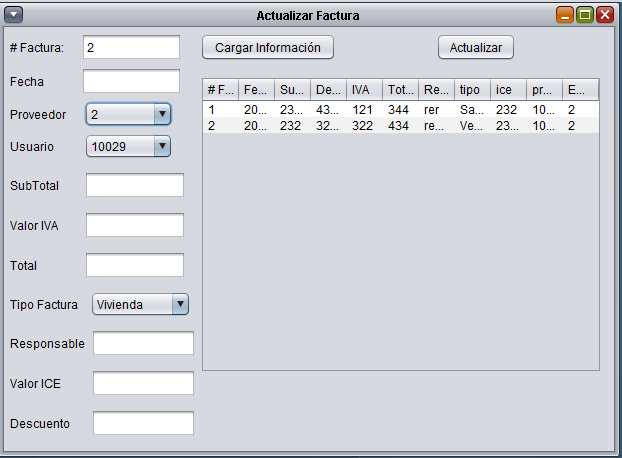 Actualizar Factura
# Factura: 2
Cargar Información
Actualizar
Fecha
Proveedor 2
Usuario 10029
SubTotal
Valor IVA
Total
Tipo Factura Vivienda
Responsable
Valor ICE
Descuento
# F... Fe... Su... De... IVA Tot... Re... tipo ice pr... E...
1 20... 23... 43... 121 344 rer Sa... 232 10... 2
2 20... 232 32... 322 434 re... Ve... 23... 10... 2